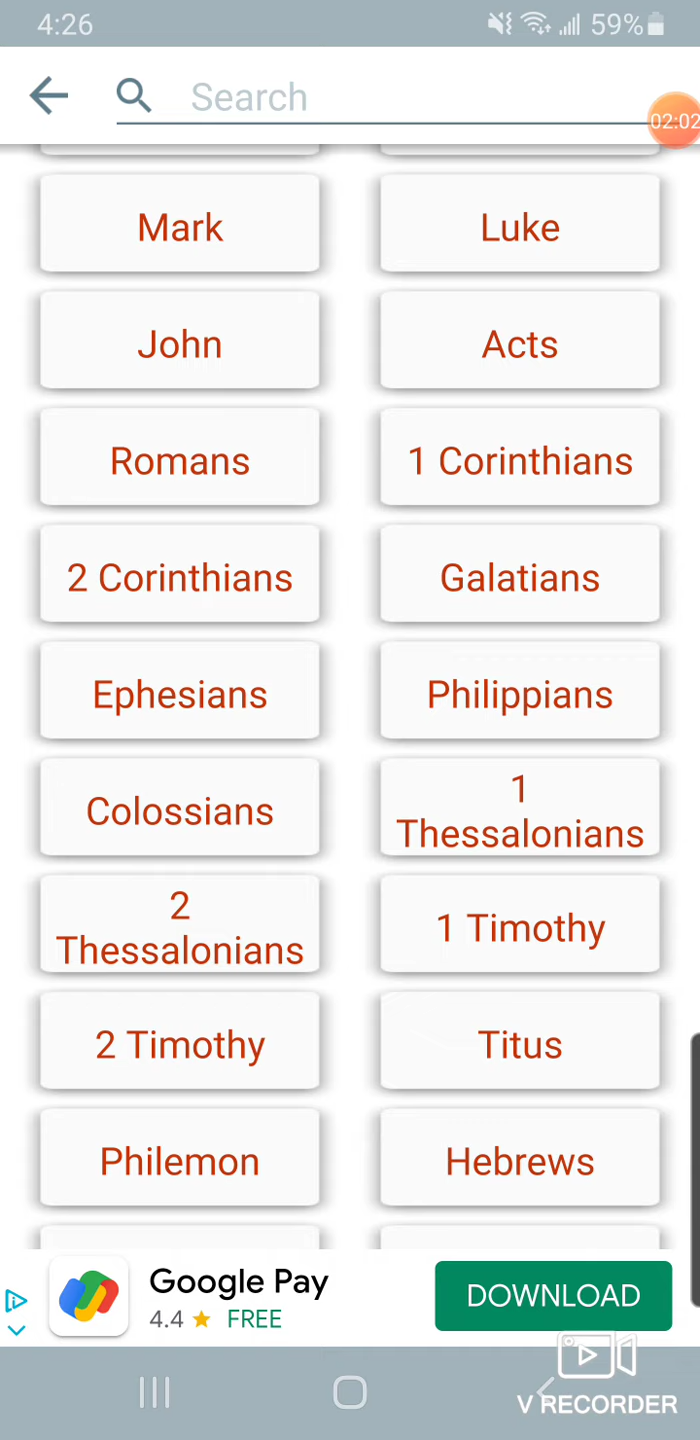 4:26
59%
Search
02:02
Mark
Luke
John
Acts
Romans
1 Corinthians
2 Corinthians
Galatians
Ephesians
Philippians
Colossians
1
Thessalonians
2
Thessalonians
1 Timothy
2 Timothy
Titus
Philemon
Hebrews
Google Pay
4.4 ★ FREE
DOWNLOAD
V RECORDER